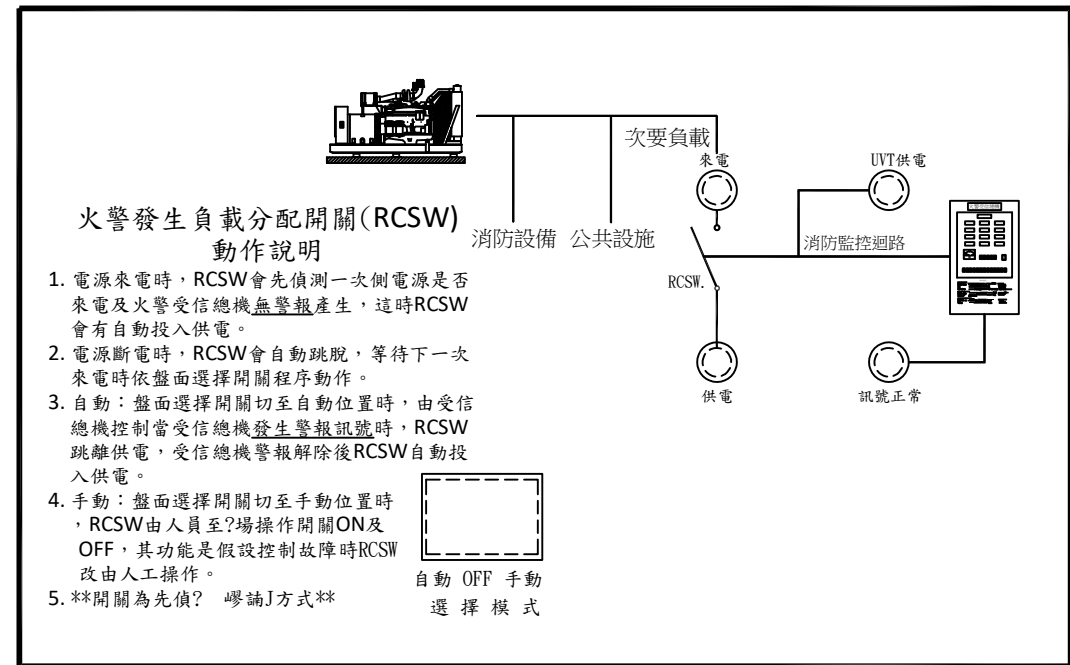 次要負載
來電
UVT供電
火警發生負載分配開關(RCSW)
動作說明
消防設備
公共設施
消防監控迴路
RCSW.
供電
訊號正常
1. 電源來電時，RCSW會先偵測一次側電源是否
來電及火警受信總機無警報產生，這時RCSW
會有自動投入供電。
2. 電源斷電時，RCSW會自動跳脫，等待下一次
來電時依盤面選擇開關程序動作。
3. 自動：盤面選擇開關切至自動位置時，由受信
總機控制當受信總機發生警報訊號時，RCSW
跳離供電，受信總機警報解除後RCSW自動投
入供電。
4. 手動：盤面選擇開關切至手動位置時
，RCSW由人員至?場操作開關ON及
OFF，其功能是假設控制故障時RCSW
改由人工操作。
5. **開關為先偵?　嶀誧J方式**
自動 OFF 手動
選 擇 模 式